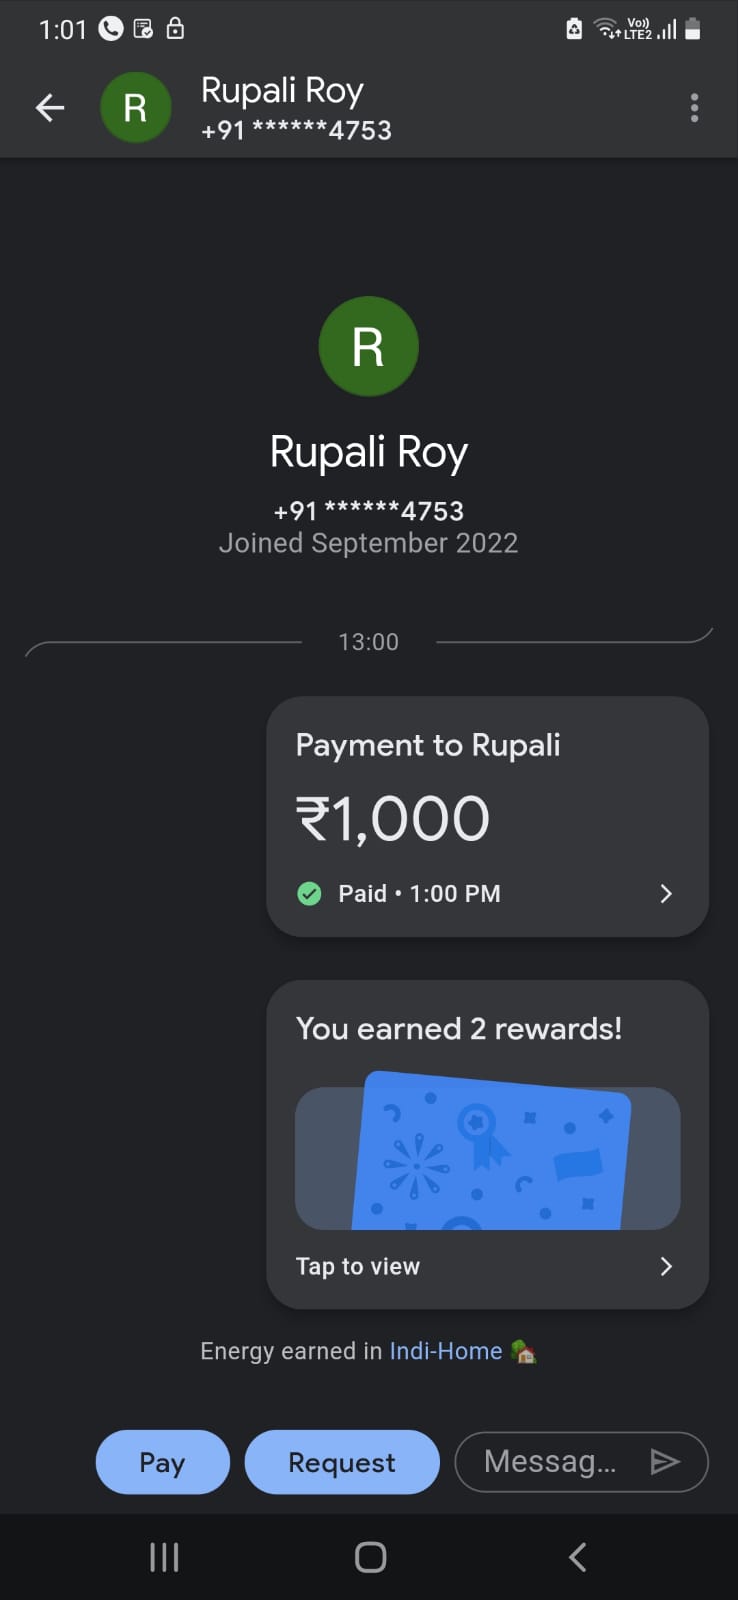 1:01
Vo))
LTE2
R
Rupali Roy
+91 ******4753
R
Rupali Roy
+91 ******4753
Joined September 2022
13:00
Payment to Rupali
₹1,000
Paid • 1:00 PM
You earned 2 rewards!
Tap to view
Energy earned in Indi-Home 🏡
Pay Request Messag...